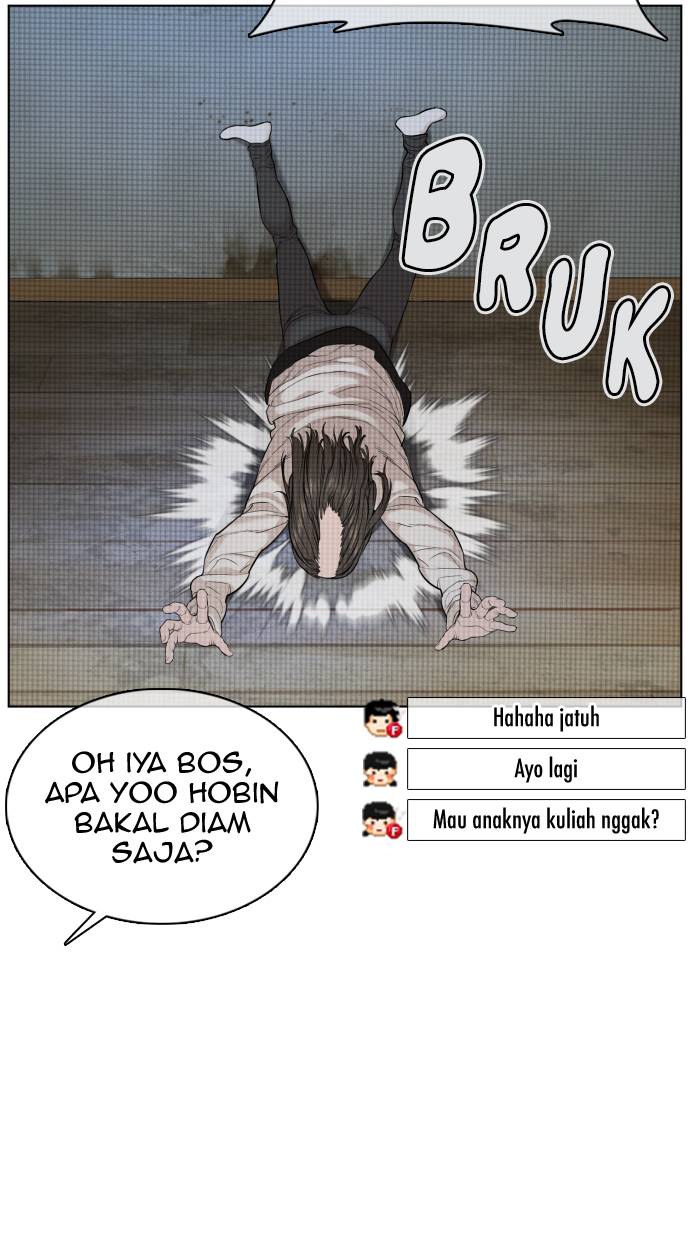 BRUK
Hahaha jatuh
Ayo lagi
Mau anaknya kuliah nggak?
OH IYA BOS,
APA YOO HOBIN
BAKAL DIAM
SAJA?